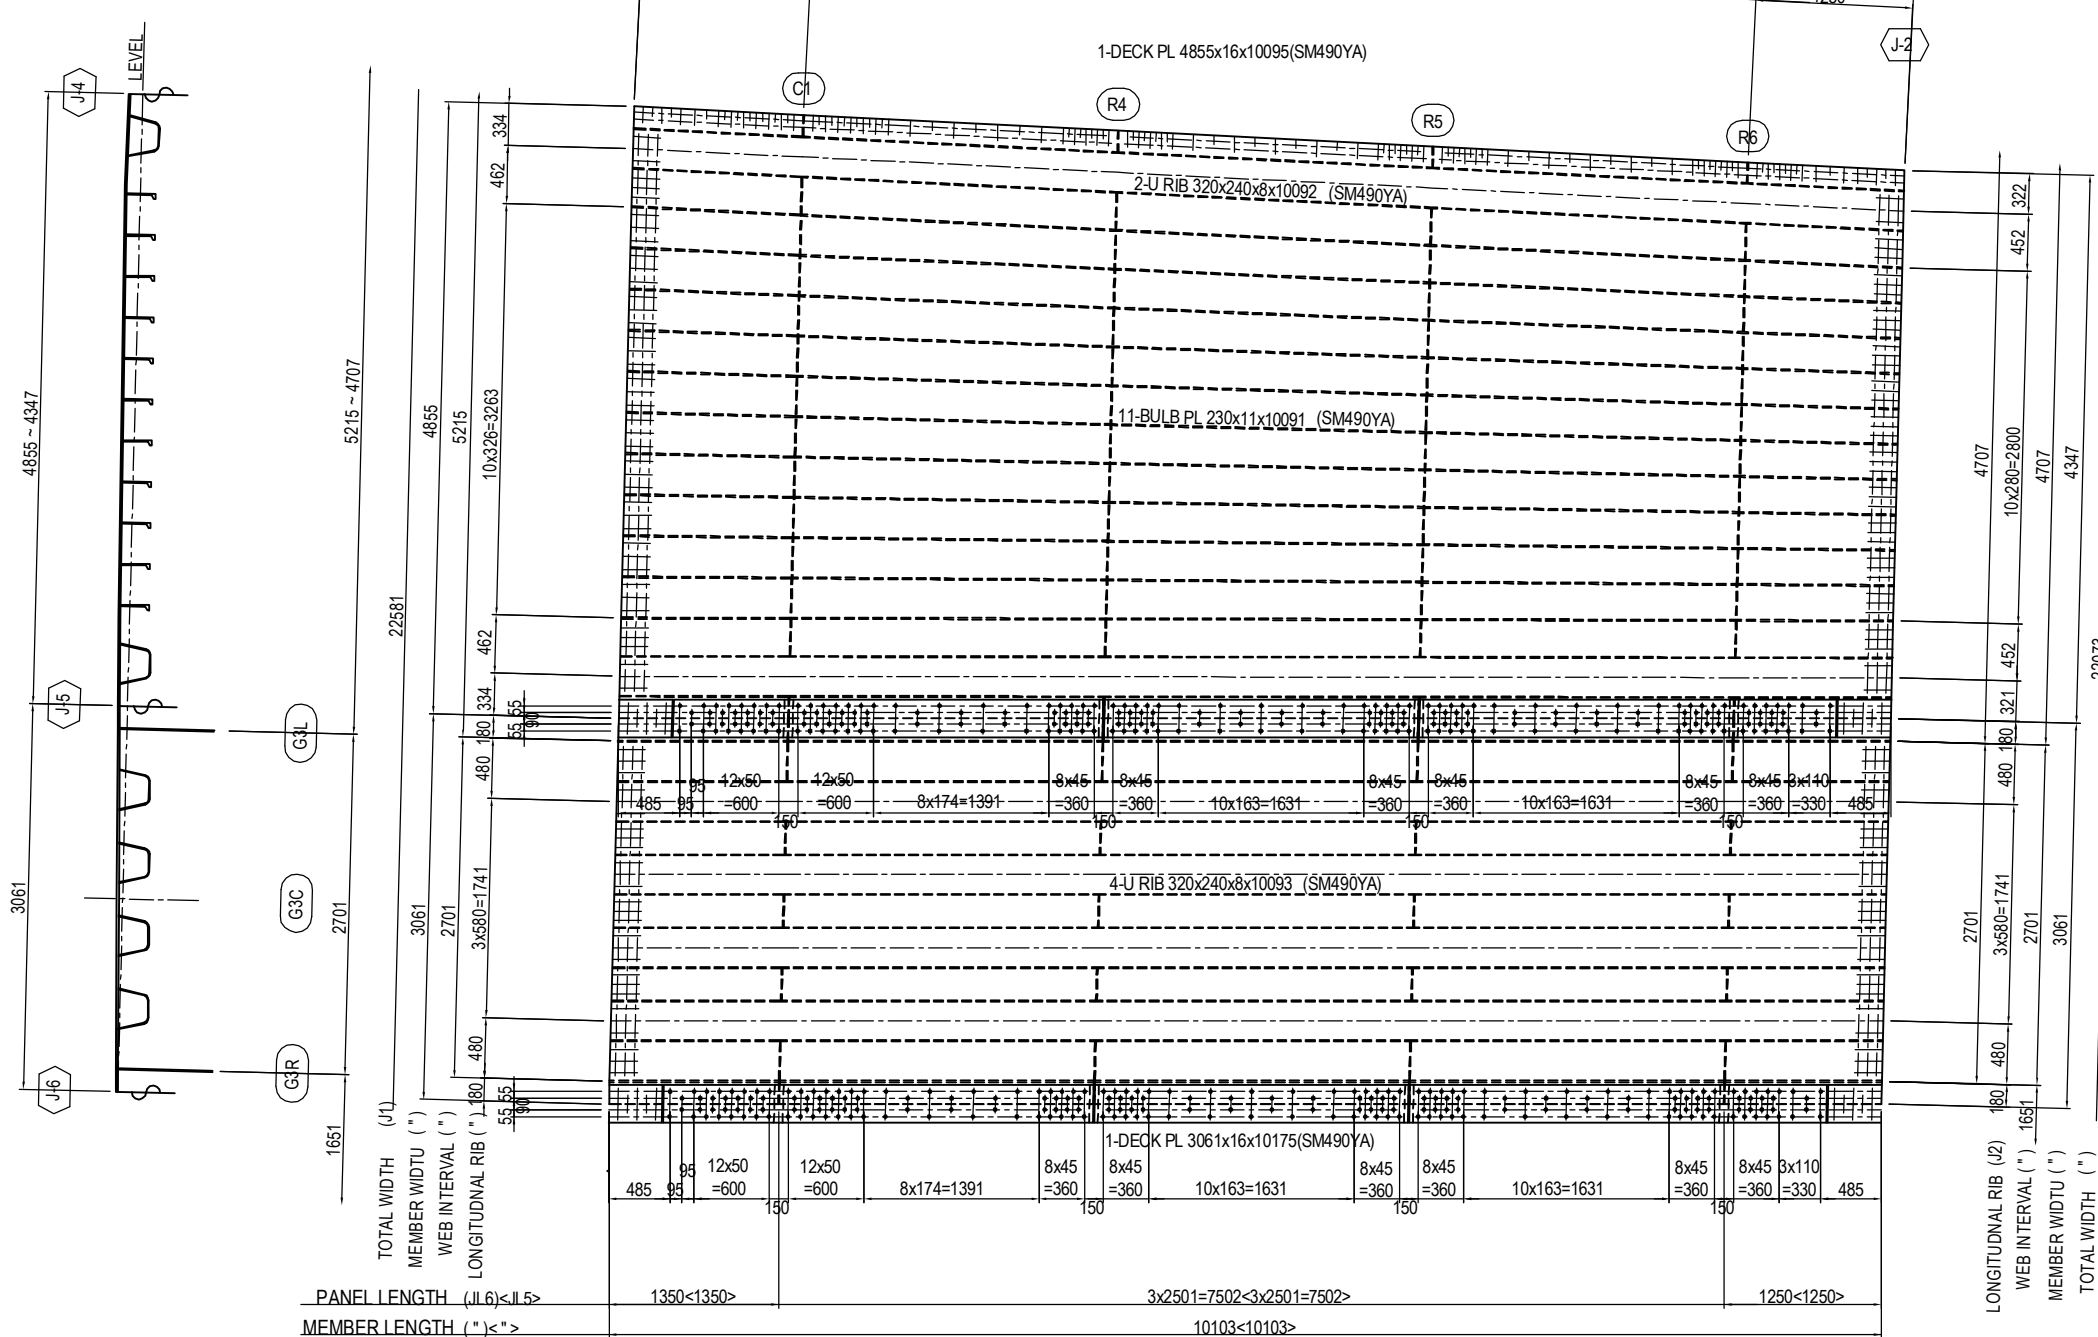 1-DECK PL 4855x16x10095(SM490YA)
J-2
J-4
LEVEL
C1
R4
R5
R6
334
462
2-U RIB 320x240x8x10092 (SM490YA)
322
452
4855 ~ 4347
5215 ~ 4707
4855
5215
10x326=3263
11-BULB PL 230x11x10091 (SM490YA)
4707
10x280=2800
4707
4347
22581
462
452
J-5
334
55 55
90
321
G3L
180
55
180
480
480
95
12x50
12x50
8x45
8x45
8x45
8x45
8x45
8x45
3x110
485
95
=600
=600
8x174=1391
=360
=360
10x163=1631
=360
=360
10x163=1631
=360
=360
=330
485
150
150
150
150
3061
G3C
2701
3061
2701
3x580=1741
4-U RIB 320x240x8x10093 (SM490YA)
2701
3x580=1741
2701
3061
480
480
J-6
G3R
180
55 55
90
55
180
1651
1651
1-DECK PL 3061x16x10175(SM490YA)
95
12x50
12x50
8x45
8x45
8x45
8x45
8x45
8x45
3x110
485
95
=600
=600
8x174=1391
=360
=360
10x163=1631
=360
=360
10x163=1631
=360
=360
=330
485
150
150
150
150
TOTAL WIDTH (J1)
MEMBER WIDTU ( " )
WEB INTERVAL ( " )
LONGITUDNAL RIB ( " )
LONGITUDNAL RIB (J2)
WEB INTERVAL ( " )
MEMBER WIDTU ( " )
TOTAL WIDTH ( " )
PANEL LENGTH (JL6)<JL5>
1350<1350>
3x2501=7502<3x2501=7502>
1250<1250>
MEMBER LENGTH ( " )< " >
10103<10103>